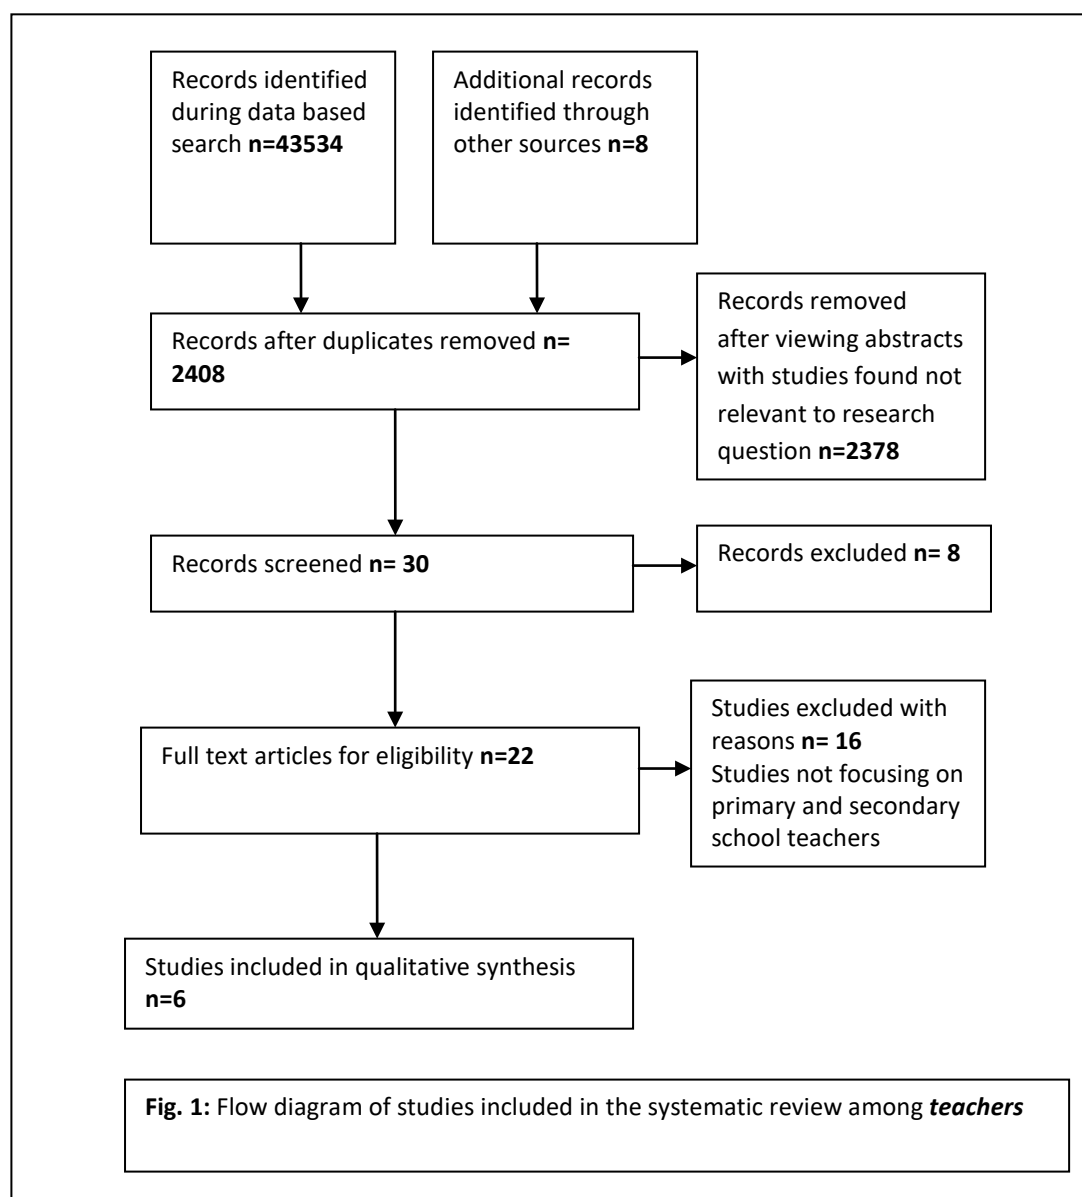 Records identified
during data based
search n=43534
Additional records
identified through
other sources n=8
Records after duplicates removed n=
2408
Records removed
after viewing abstracts
with studies found not
relevant to research
question n=2378
Records screened n= 30
Records excluded n= 8
Full text articles for eligibility n=22
Studies excluded with
reasons n= 16
Studies not focusing on
primary and secondary
school teachers
Studies included in qualitative synthesis
n=6
Fig. 1: Flow diagram of studies included in the systematic review among teachers